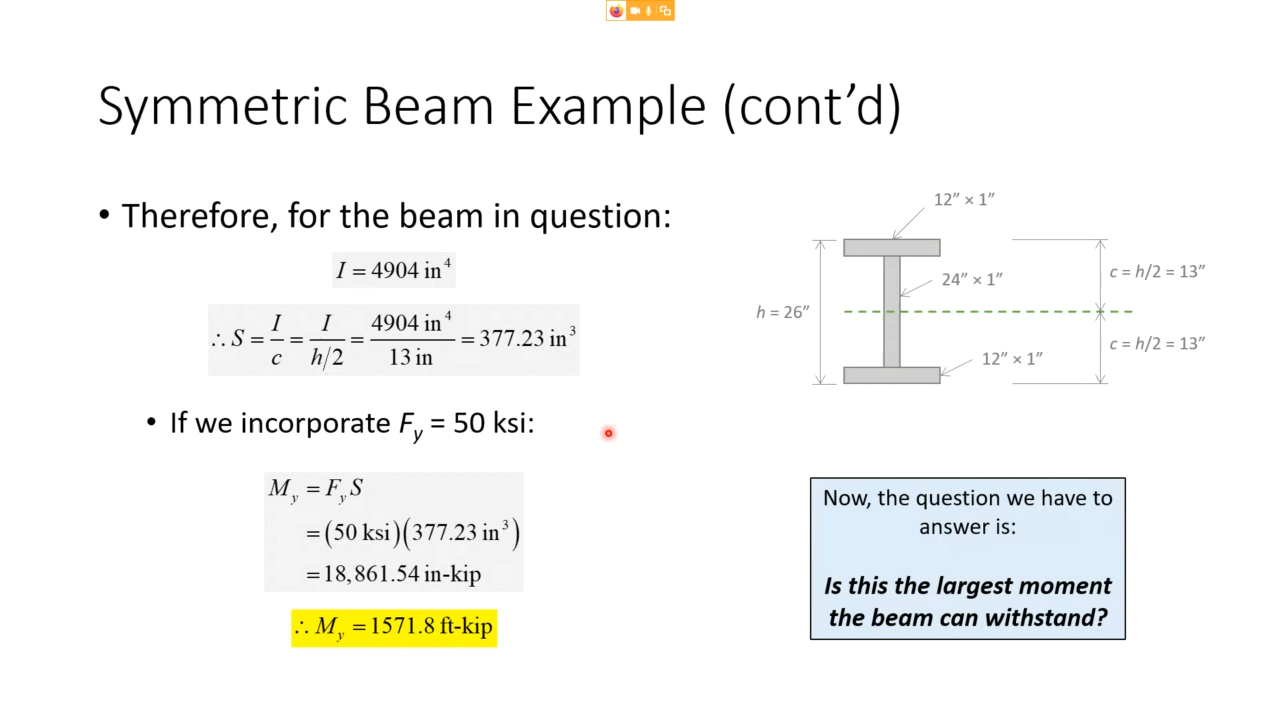 Symmetric Beam Example (cont’d)
• Therefore, for the beam in question:
I = 4904 in⁴
∴ S = I/c = I/(h/2) = 4904 in⁴/13 in = 377.23 in³
• If we incorporate Fy = 50 ksi:
My = FyS
= (50 ksi)(377.23 in³)
= 18,861.54 in-kip
∴ My = 1571.8 ft-kip
12” × 1”
24” × 1”
h = 26”
12” × 1”
c = h/2 = 13”
c = h/2 = 13”
Now, the question we have to
answer is:
Is this the largest moment
the beam can withstand?